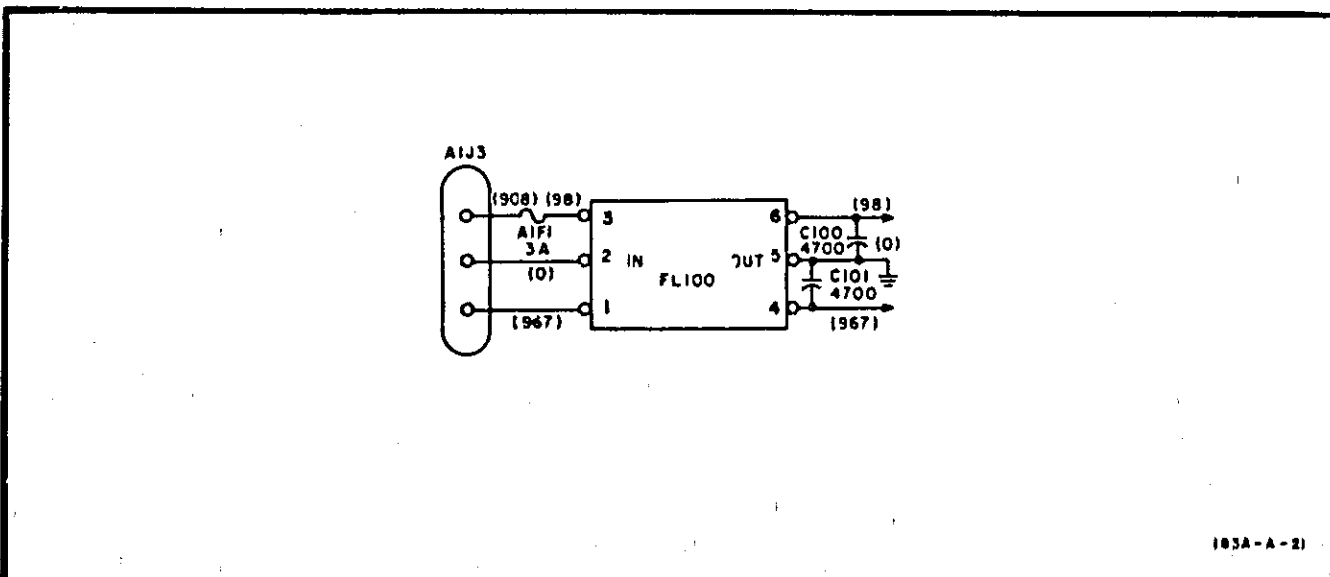 A1J3
(908) (98)
A1F1
3A
(0)
(967)
3
2 IN
1
FL100
OUT 5
6
4
(98)
C100
4700
(0)
C101
4700
(967)
(83A-A-2)